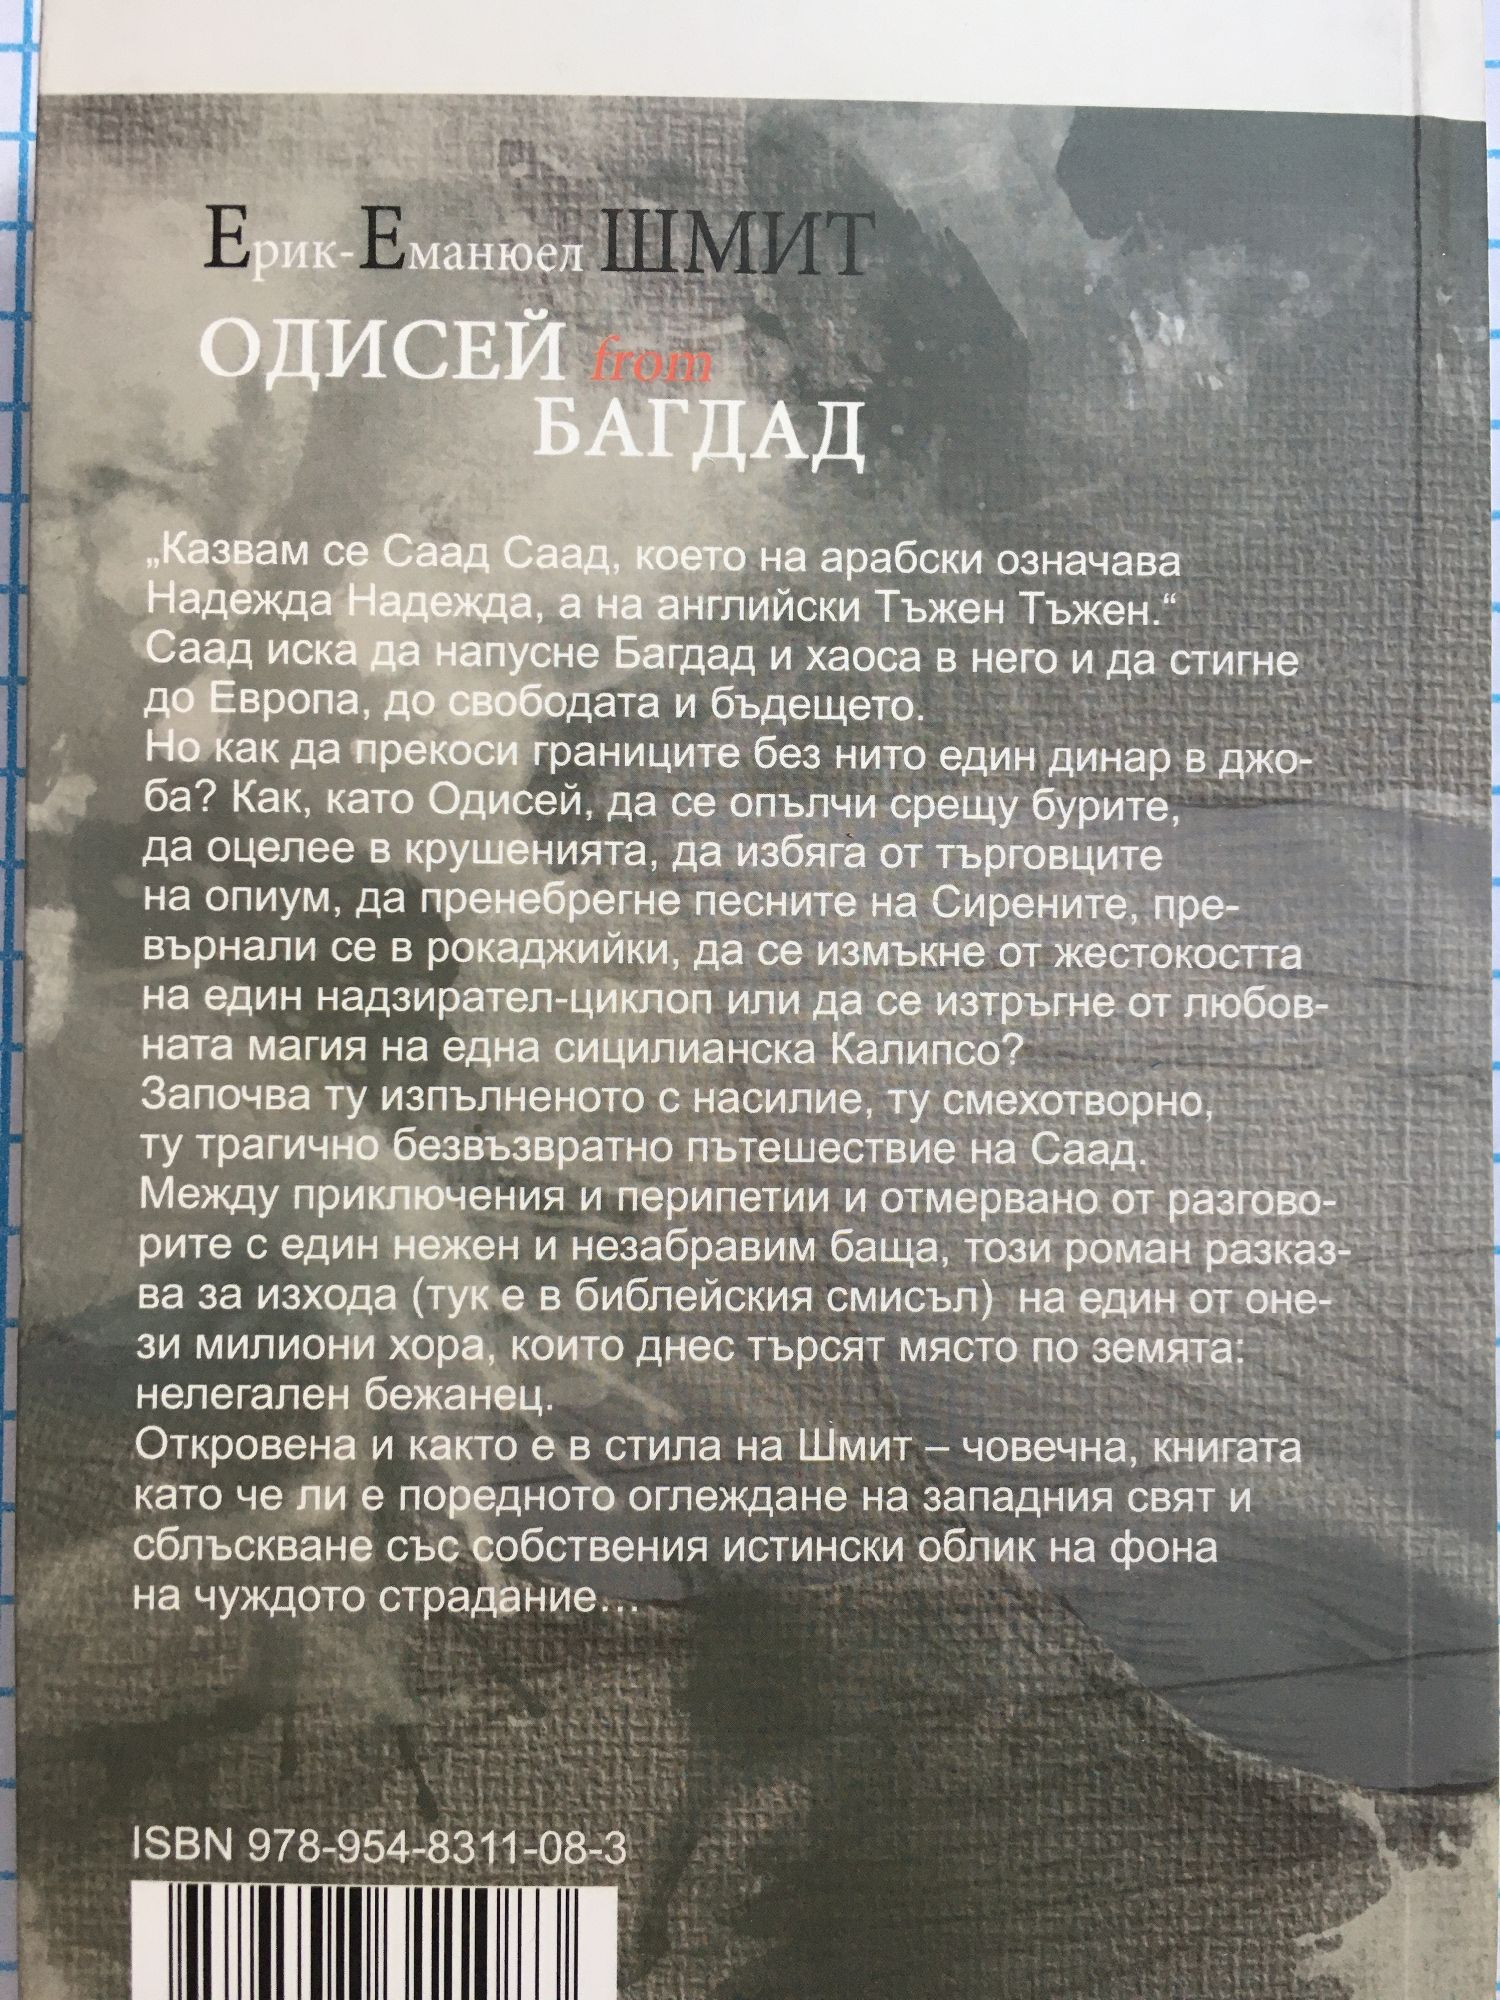 Ерик-Еманюел ШМИТ
ОДИСЕЙ from
БАГДАД
„Казвам се Саад Саад, което на арабски означава
Надежда Надежда, а на английски Тъжен Тъжен.“
Саад иска да напусне Багдад и хаоса в него и да стигне
до Европа, до свободата и бъдещето.
Но как да прекоси границите без нито един динар в джо-
ба? Как, като Одисей, да се опълчи срещу бурите,
да оцелее в крушенията, да избяга от търговците
на опиум, да пренебрегне песните на Сирените, пре-
върнали се в рокаджийки, да се измъкне от жестокостта
на един надзирател-циклоп или да се изтръгне от любов-
ната магия на една сицилианска Калипсо?
Започва ту изпълненото с насилие, ту смехотворно,
ту трагично безвъзвратно пътешествие на Саад.
Между приключения и перипетии и отмервано от разгово-
рите с един нежен и незабравим баща, този роман разказ-
ва за изхода (тук е в библейския смисъл) на един от оне-
зи милиони хора, които днес търсят място по земята:
нелегален бежанец.
Откровена и както е в стила на Шмит – човечна, книгата
като че ли е поредното оглеждане на западния свят и
сблъскване със собствения истински облик на фона
на чуждото страдание…
ISBN 978-954-8311-08-3